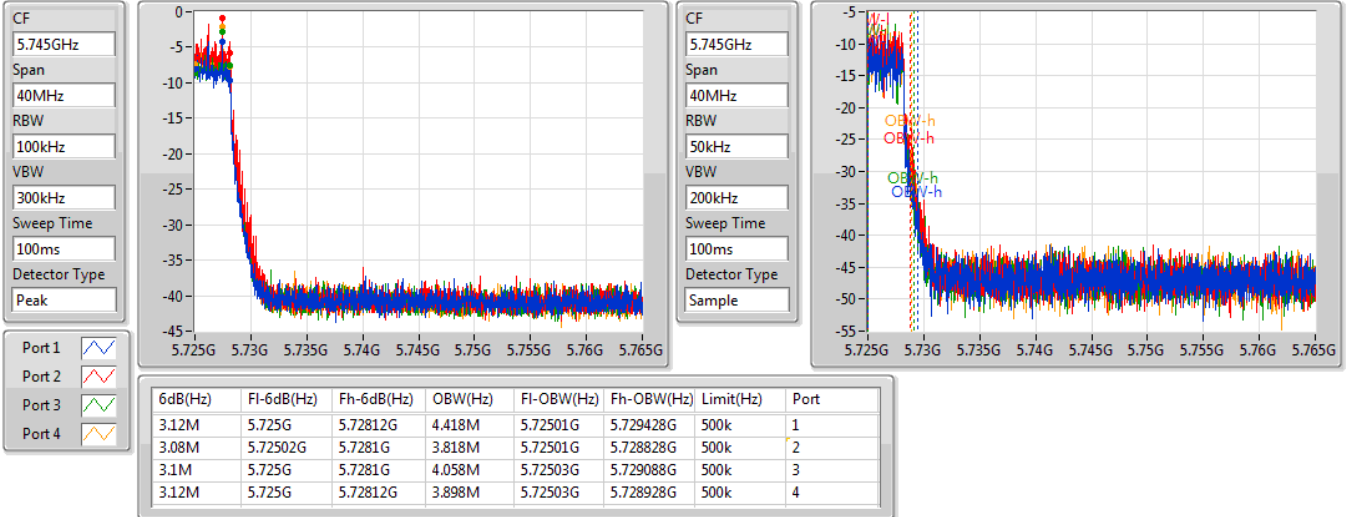 CF
5.745GHz
Span
40MHz
RBW
100kHz
VBW
300kHz
Sweep Time
100ms
Detector Type
Peak
0
-5
-10
-15
-20
-25
-30
-35
-40
-45
5.725G 5.73G 5.735G 5.74G 5.745G 5.75G 5.755G 5.76G 5.765G
CF
5.745GHz
Span
40MHz
RBW
50kHz
VBW
200kHz
Sweep Time
100ms
Detector Type
Sample
-5
-10
-15
-20
-25
-30
-35
-40
-45
-50
-55
OBW-h
OBW-h
OBW-h
OBW-h
5.725G 5.73G 5.735G 5.74G 5.745G 5.75G 5.755G 5.76G 5.765G
Port 1
Port 2
Port 3
Port 4
6dB(Hz) Fl-6dB(Hz) Fh-6dB(Hz) OBW(Hz) Fl-OBW(Hz) Fh-OBW(Hz) Limit(Hz) Port
3.12M 5.725G 5.72812G 4.418M 5.72501G 5.729428G 500k 1
3.08M 5.72502G 5.7281G 3.818M 5.72501G 5.728828G 500k 2
3.1M 5.725G 5.7281G 4.058M 5.72503G 5.729088G 500k 3
3.12M 5.725G 5.72812G 3.898M 5.72503G 5.728928G 500k 4